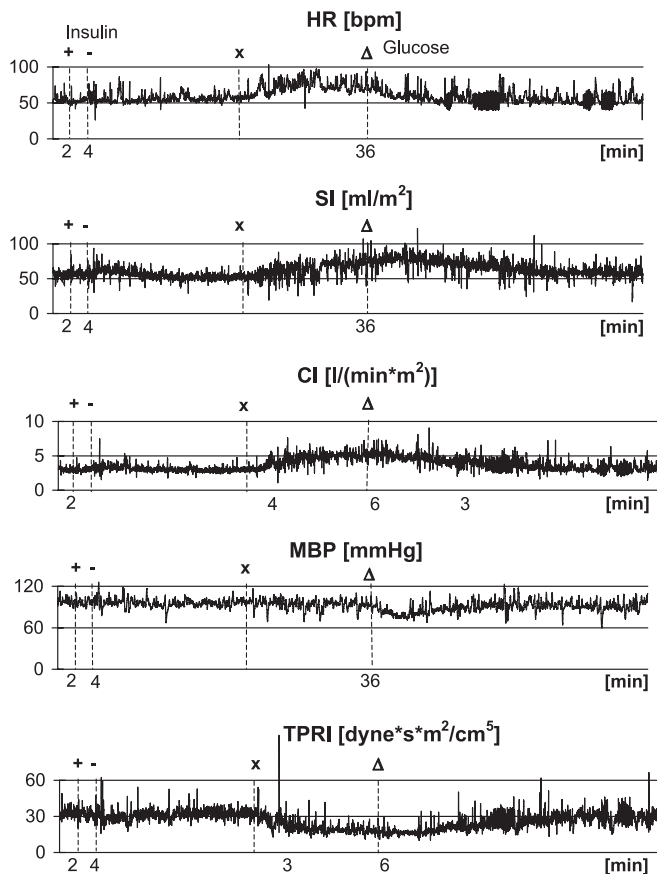 HR [bpm]
Insulin
+ - x Δ Glucose
100
50
0
2 4 36 [min]
SI [ml/m²]
+ - x Δ
100
50
0
2 4 36 [min]
CI [l/(min*m²)]
+ - x Δ
10
5
0
2 4 6 3 [min]
MBP [mmHg]
+ - x Δ
120
60
0
2 4 36 [min]
TPRI [dyne*s*m²/cm⁵]
+ - x Δ
60
30
0
2 4 3 6 [min]